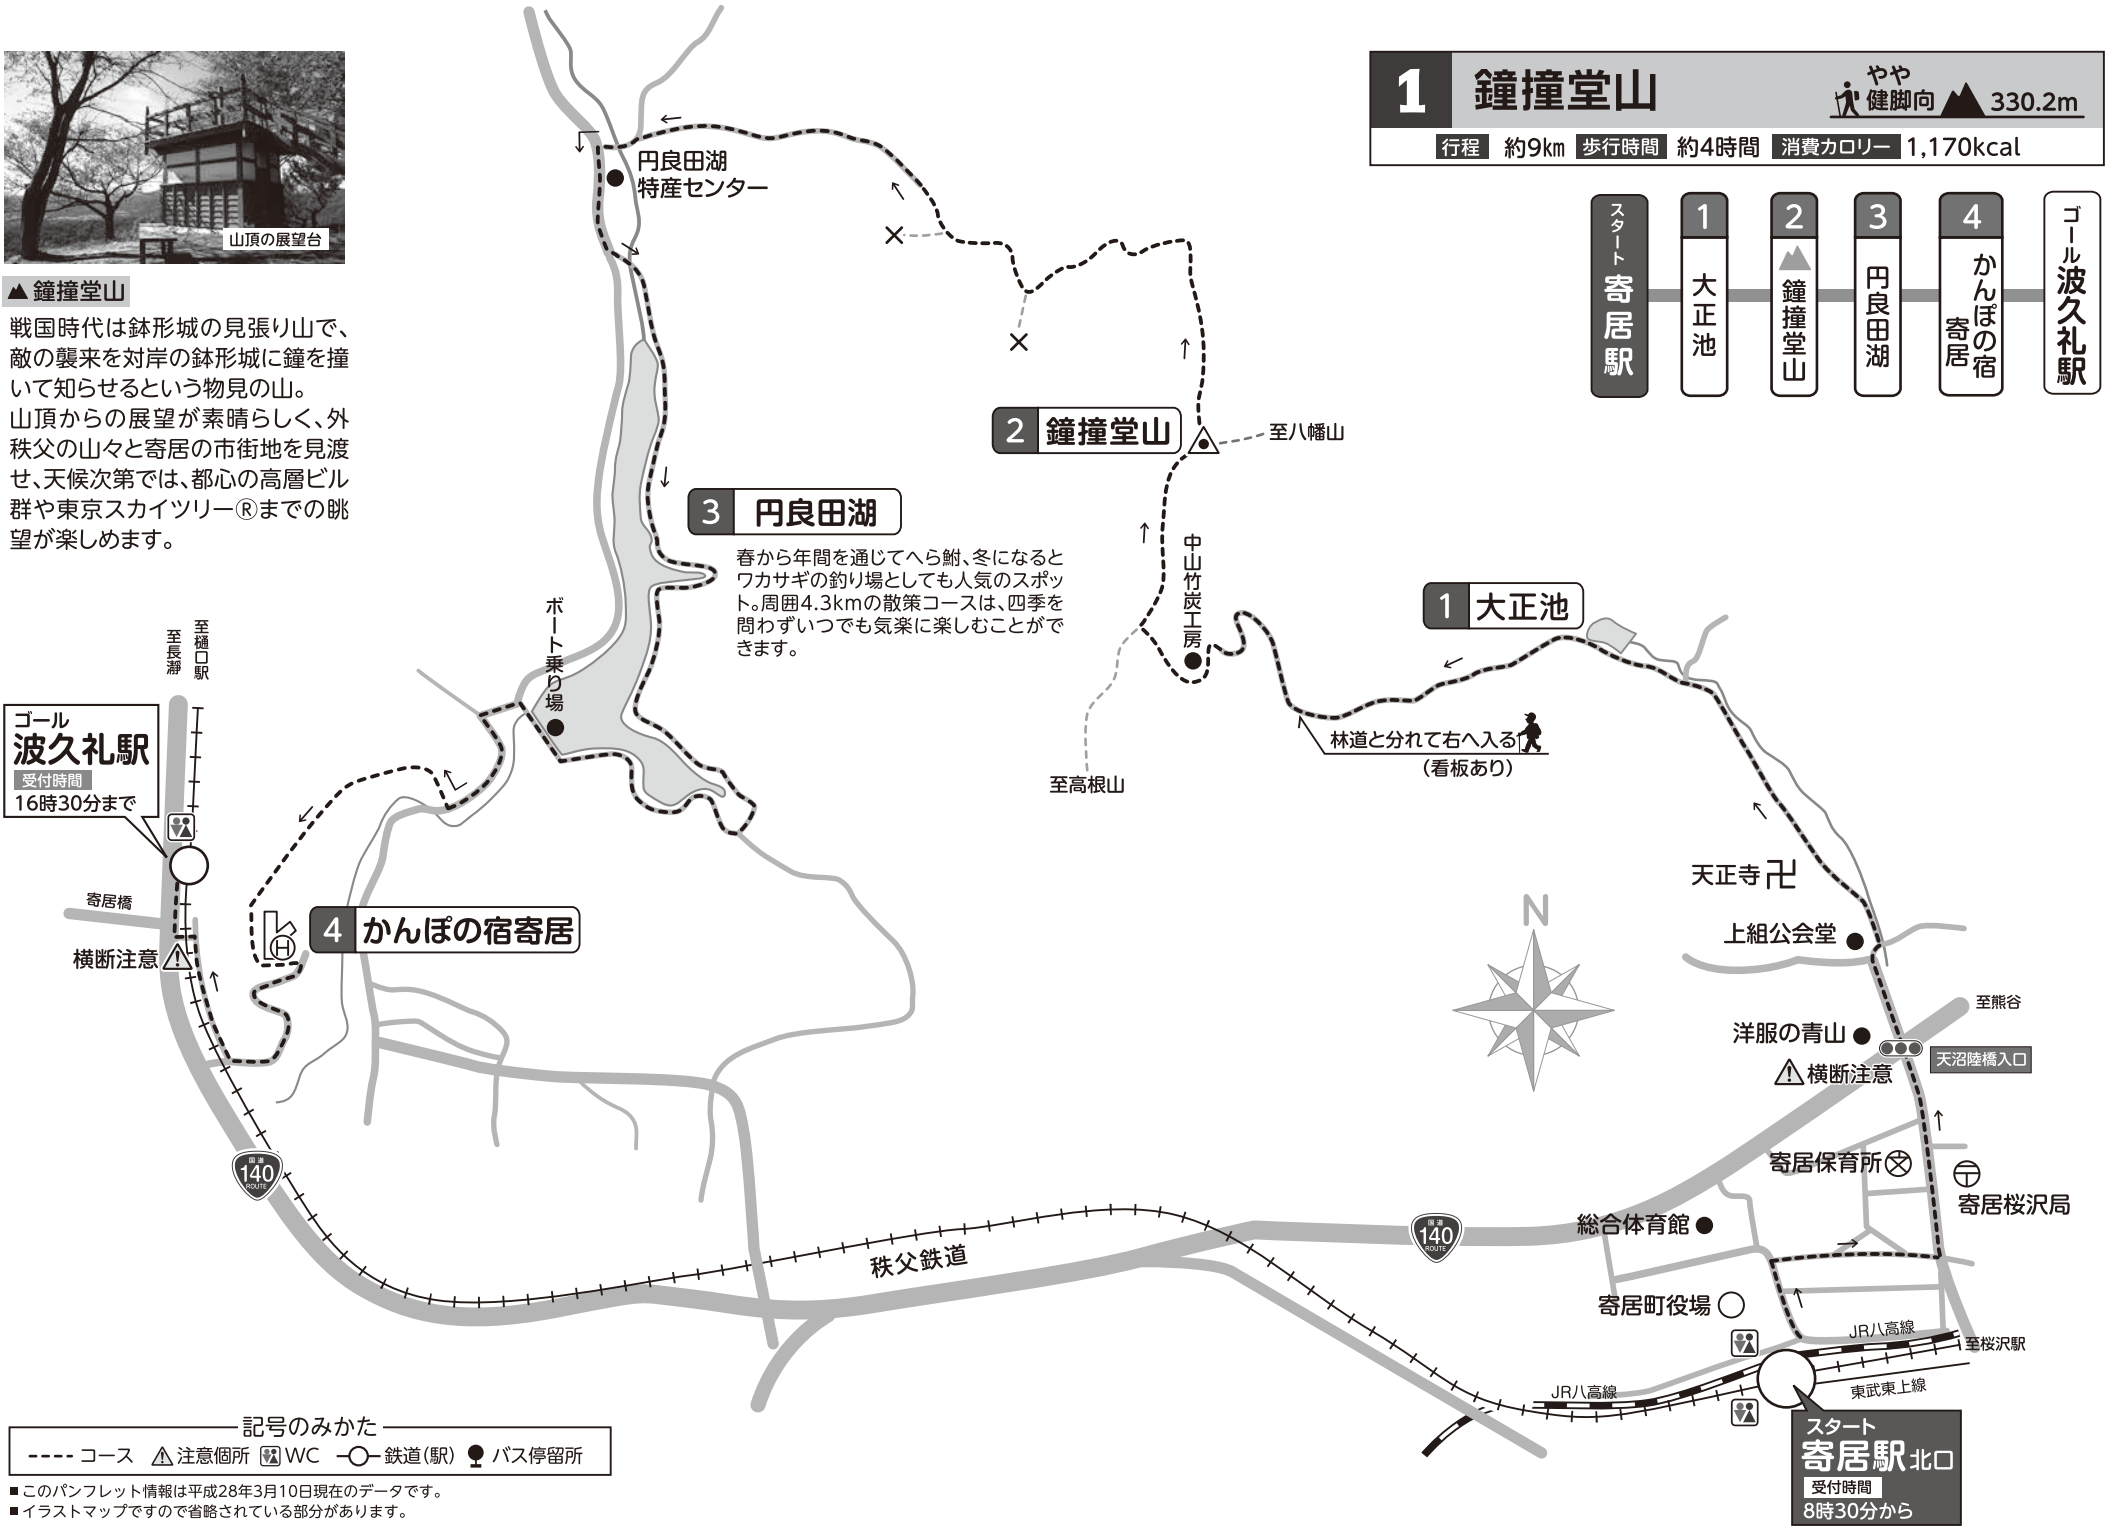 1 鐘撞堂山
やや
健脚向 330.2m
行程 約9km 歩行時間 約4時間 消費カロリー 1,170kcal
スタート 寄居駅
1 大正池
2 鐘撞堂山
3 円良田湖
4 かんぽの宿
寄居
ゴール 波久礼駅
山頂の展望台
鐘撞堂山
戦国時代は鉢形城の見張り山で、
敵の襲来を対岸の鉢形城に鐘を撞
いて知らせるという物見の山。
山頂からの展望が素晴らしく、外
秩父の山々と寄居の市街地を見渡
せ、天候次第では、都心の高層ビル
群や東京スカイツリー®までの眺
望が楽しめます。
円良田湖
特産センター
2 鐘撞堂山
至八幡山
3 円良田湖
春から年間を通じてへら鮒、冬になると
ワカサギの釣り場としても人気のスポッ
ト。周囲4.3kmの散策コースは、四季を
問わずいつでも気楽に楽しむことがで
きます。
中山竹炭工房
1 大正池
ボート乗り場
至樋口駅
至長瀞
林道と分れて右へ入る
（看板あり）
至高根山
ゴール
波久礼駅
受付時間
16時30分まで
寄居橋
横断注意
4 かんぽの宿寄居
H
N
天正寺
上組公会堂
至熊谷
洋服の青山
天沼陸橋入口
横断注意
寄居保育所
寄居桜沢局
総合体育館
国道
140
ROUTE
国道
140
ROUTE
秩父鉄道
寄居町役場
JR八高線
至桜沢駅
JR八高線
東武東上線
スタート
寄居駅 北口
受付時間
8時30分から
記号のみかた
コース 注意個所 WC 鉄道（駅） バス停留所
■このパンフレット情報は平成28年3月10日現在のデータです。
■イラストマップですので省略されている部分があります。